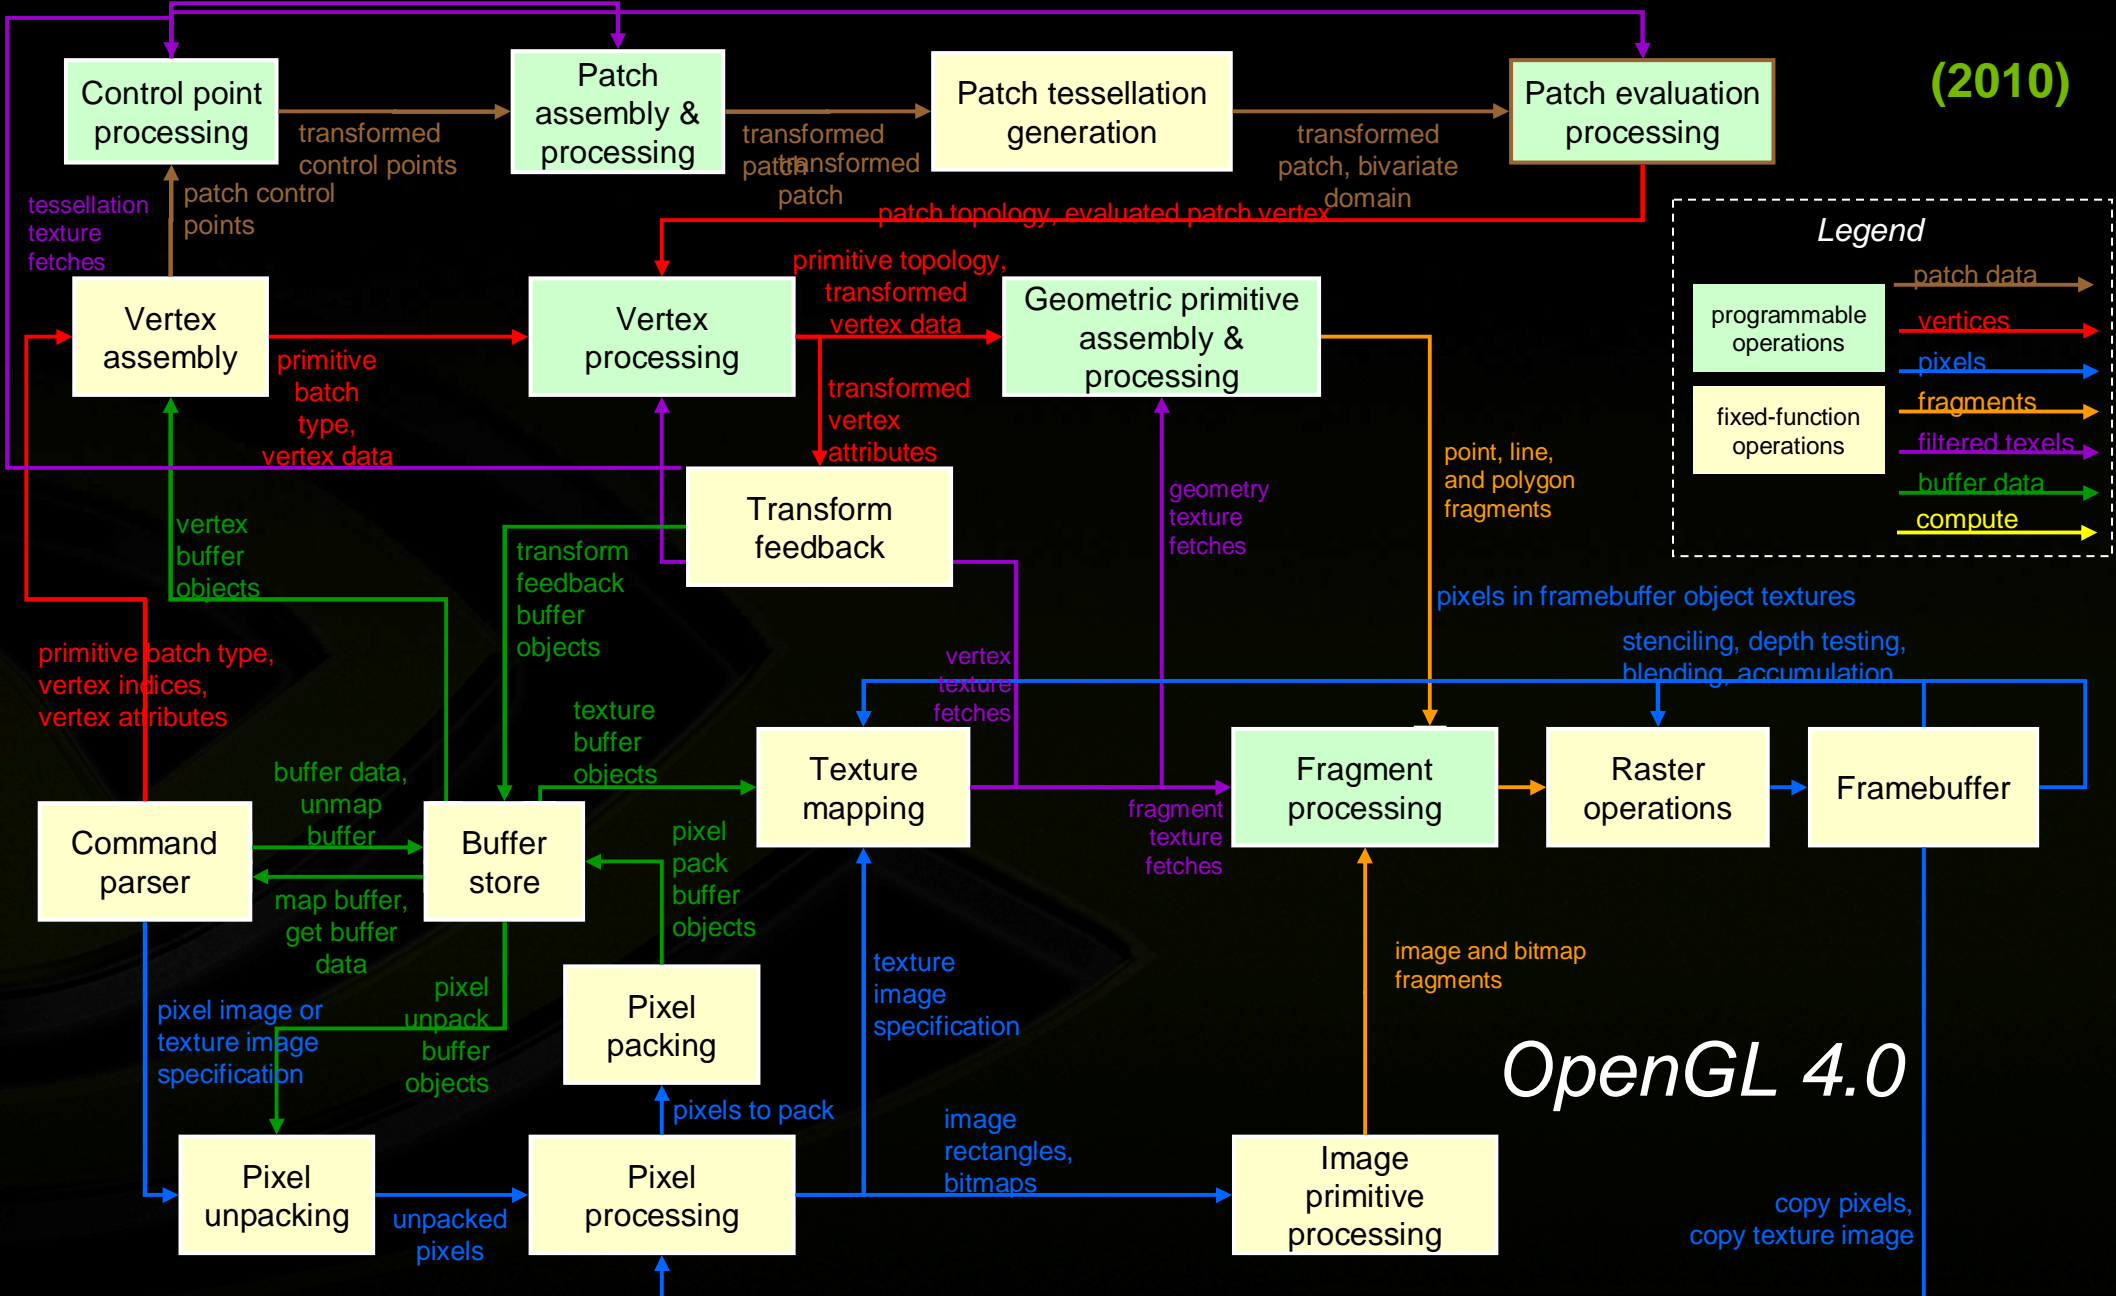 (2010)
Control point
processing
transformed
control points
Patch
assembly &
processing
transformed
patch
transformed
patch
Patch tessellation
generation
transformed
patch, bivariate
domain
Patch evaluation
processing
tessellation
texture
fetches
patch control
points
patch topology, evaluated patch vertex
Legend
programmable
operations
fixed-function
operations
patch data
vertices
pixels
fragments
filtered texels
buffer data
compute
Vertex
assembly
primitive
batch
type,
vertex data
Vertex
processing
primitive topology,
transformed
vertex data
transformed
vertex
attributes
Geometric primitive
assembly &
processing
point, line,
and polygon
fragments
vertex
buffer
objects
transform
feedback
buffer
objects
Transform
feedback
geometry
texture
fetches
pixels in framebuffer object textures
stenciling, depth testing,
blending, accumulation
primitive batch type,
vertex indices,
vertex attributes
texture
buffer
objects
vertex
texture
fetches
buffer data,
unmap
buffer
Command
parser
Buffer
store
map buffer,
get buffer
data
pixel
pack
buffer
objects
Texture
mapping
fragment
texture
fetches
Fragment
processing
Raster
operations
Framebuffer
pixel image or
texture image
specification
pixel
unpack
buffer
objects
Pixel
packing
texture
image
specification
image and bitmap
fragments
OpenGL 4.0
pixels to pack
Pixel
unpacking
unpacked
pixels
Pixel
processing
image
rectangles,
bitmaps
Image
primitive
processing
copy pixels,
copy texture image